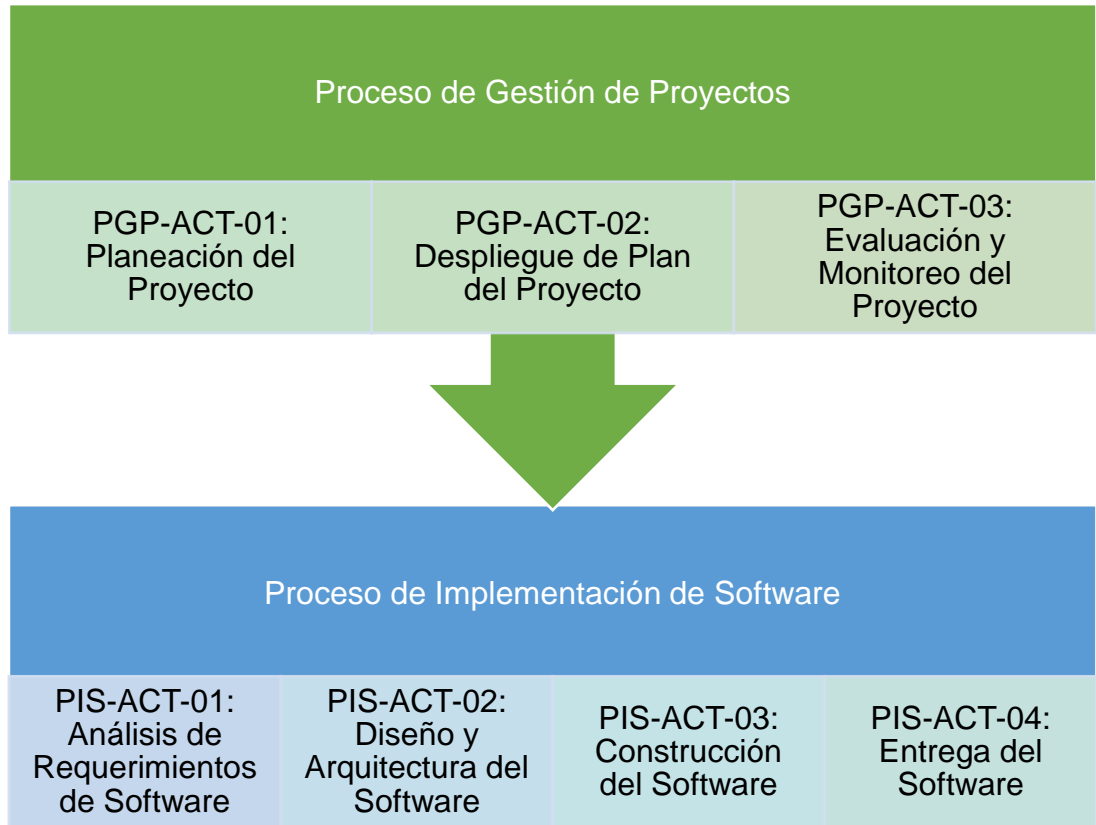 Proceso de Gestión de Proyectos
PGP-ACT-01:
Planeación del
Proyecto
PGP-ACT-02:
Despliegue de Plan
del Proyecto
PGP-ACT-03:
Evaluación y
Monitoreo del
Proyecto
Proceso de Implementación de Software
PIS-ACT-01:
Análisis de
Requerimientos
de Software
PIS-ACT-02:
Diseño y
Arquitectura del
Software
PIS-ACT-03:
Construcción
del Software
PIS-ACT-04:
Entrega del
Software